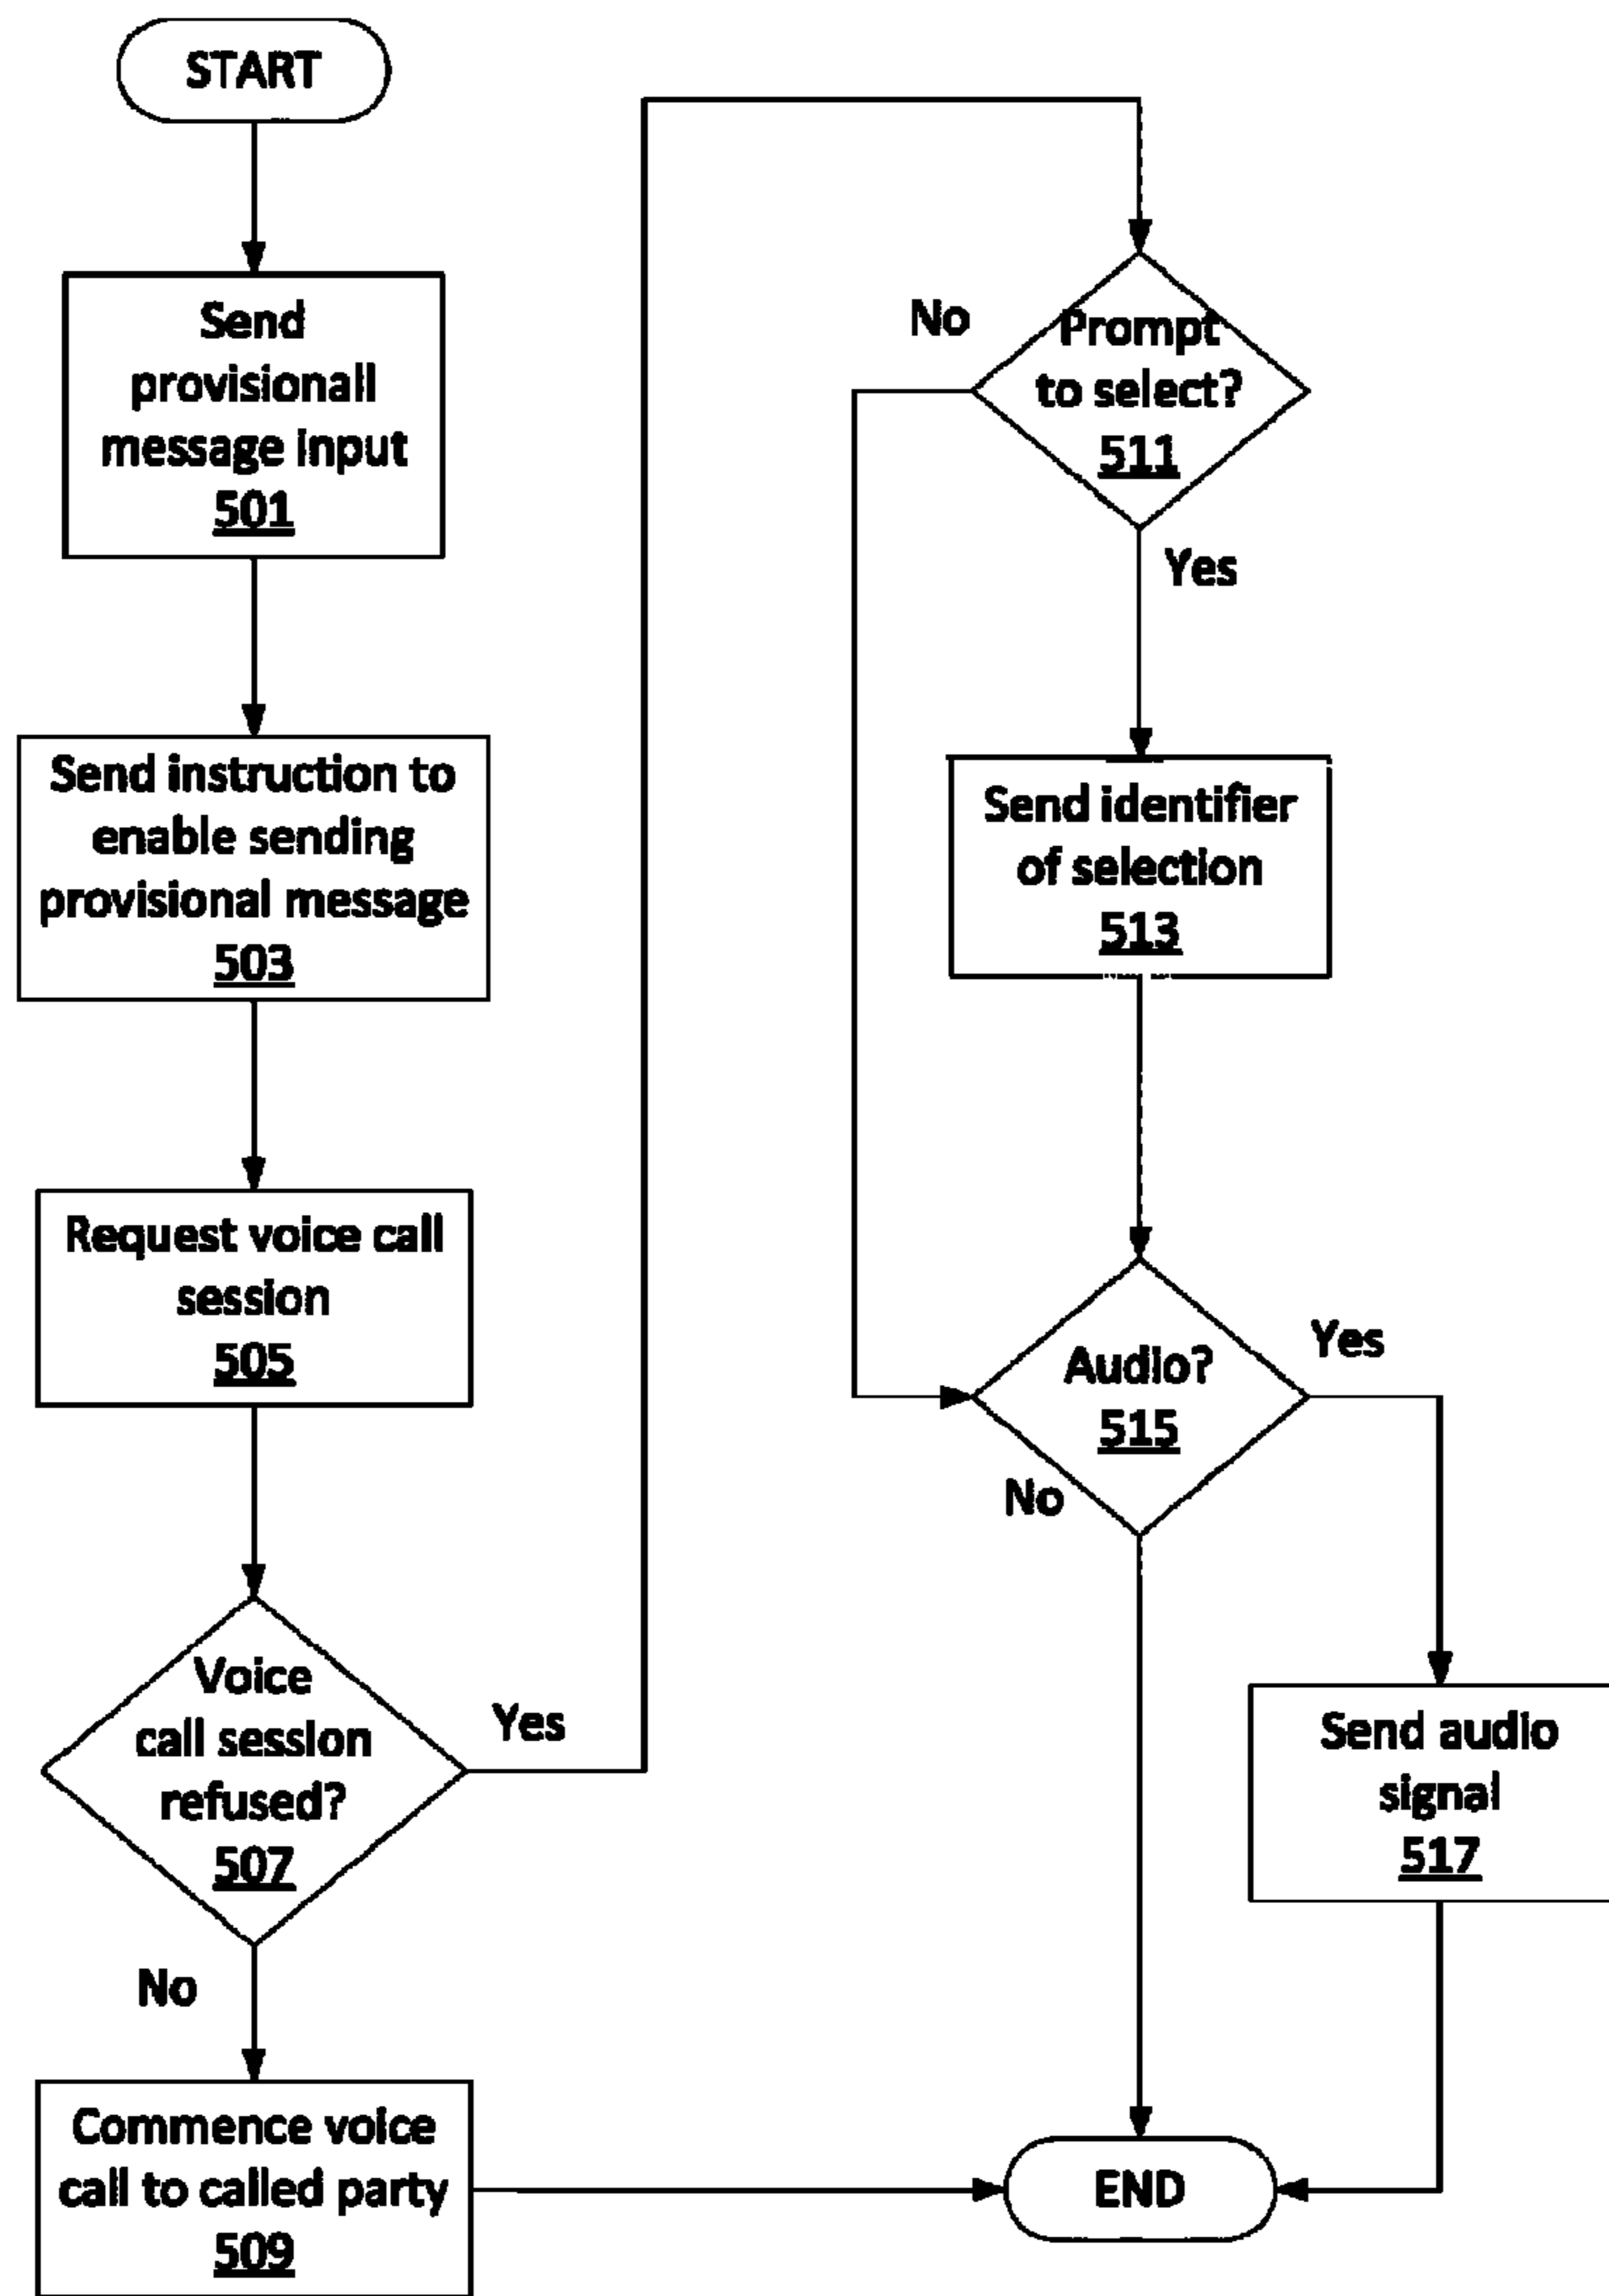 START
Send
provisionall
message input
501
Send instruction to
enable sending
provisional message
503
Request voice call
session
505
Voice
call session
refused?
507
Yes
No
Commence voice
call to called party
509
Prompt
to select?
511
No
Yes
Send identifier
of selection
513
Audio?
515
Yes
No
Send audio
signal
517
END